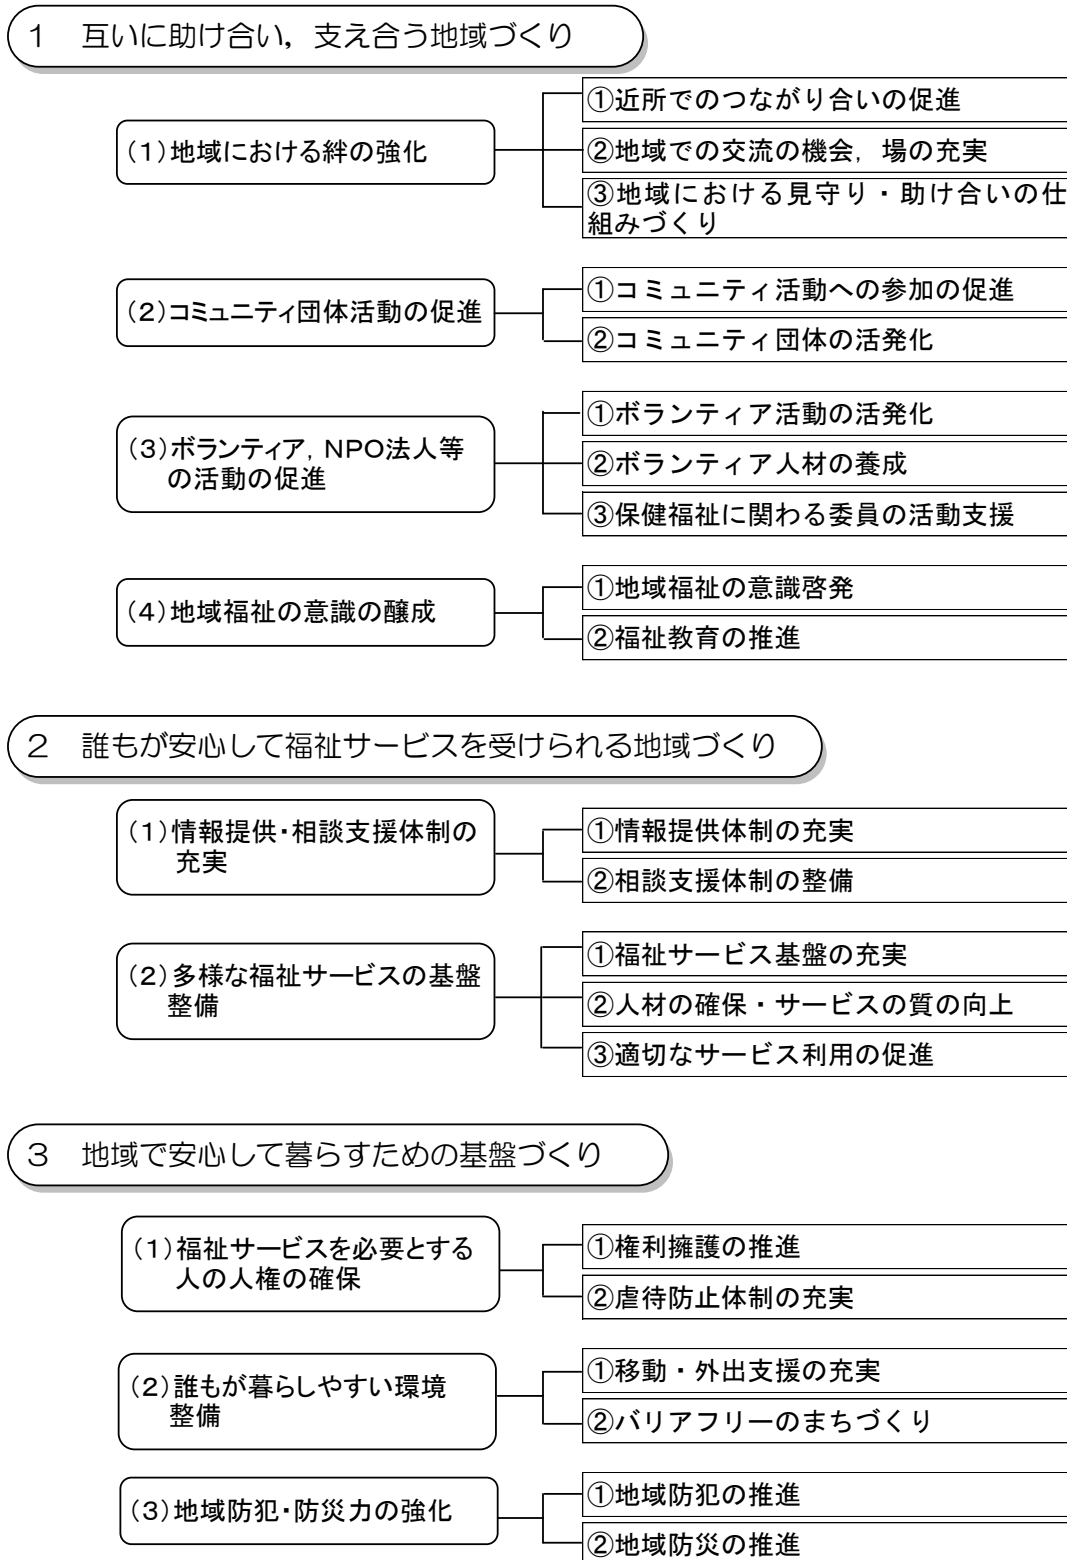 １　互いに助け合い，支え合う地域づくり
（１）地域における絆の強化
①近所でのつながり合いの促進
②地域での交流の機会，場の充実
③地域における見守り・助け合いの仕
組みづくり
（２）コミュニティ団体活動の促進
①コミュニティ活動への参加の促進
②コミュニティ団体の活発化
（３）ボランティア，ＮＰＯ法人等
の活動の促進
①ボランティア活動の活発化
②ボランティア人材の養成
③保健福祉に関わる委員の活動支援
（４）地域福祉の意識の醸成
①地域福祉の意識啓発
②福祉教育の推進
２　誰もが安心して福祉サービスを受けられる地域づくり
（１）情報提供・相談支援体制の
充実
①情報提供体制の充実
②相談支援体制の整備
（２）多様な福祉サービスの基盤
整備
①福祉サービス基盤の充実
②人材の確保・サービスの質の向上
③適切なサービス利用の促進
３　地域で安心して暮らすための基盤づくり
（１）福祉サービスを必要とする
人の人権の確保
①権利擁護の推進
②虐待防止体制の充実
（２）誰もが暮らしやすい環境
整備
①移動・外出支援の充実
②バリアフリーのまちづくり
（３）地域防犯・防災力の強化
①地域防犯の推進
②地域防災の推進